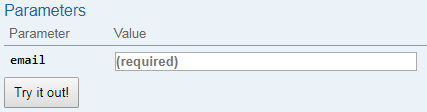 Parameters
Parameter Value
email (required)
Try it out!